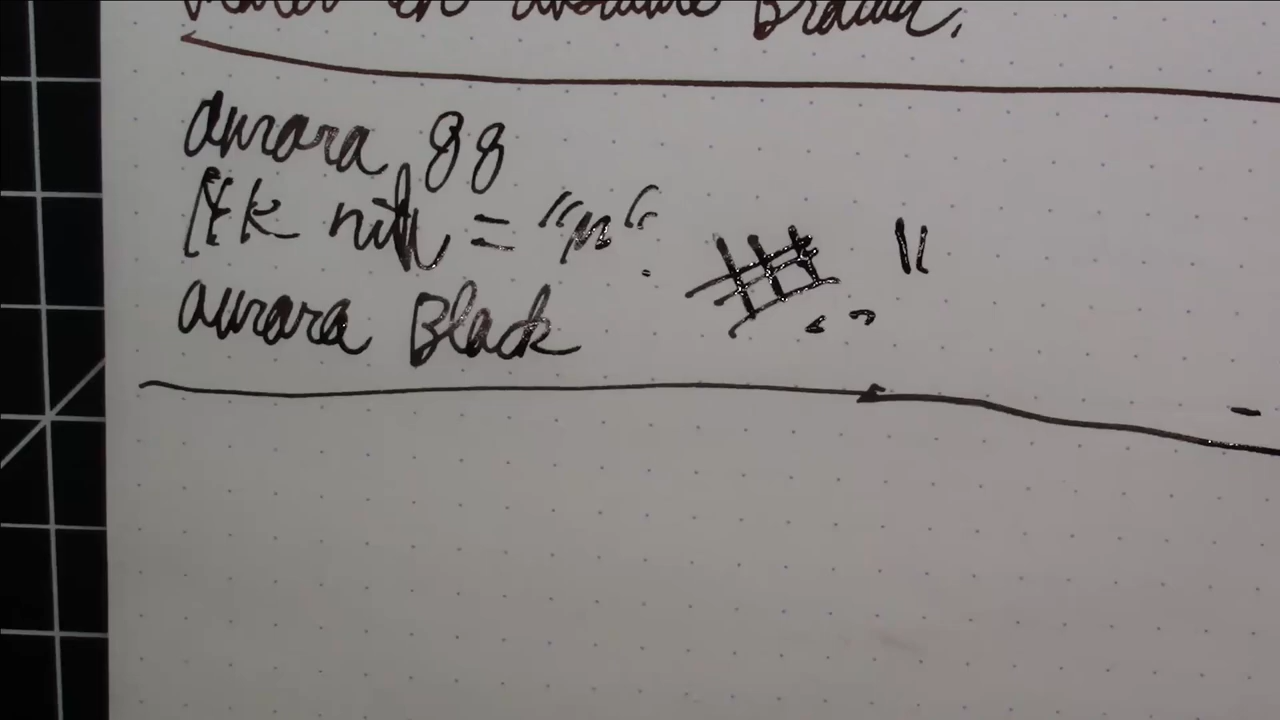 aurora 88
14k nib = "m".
aurora Black